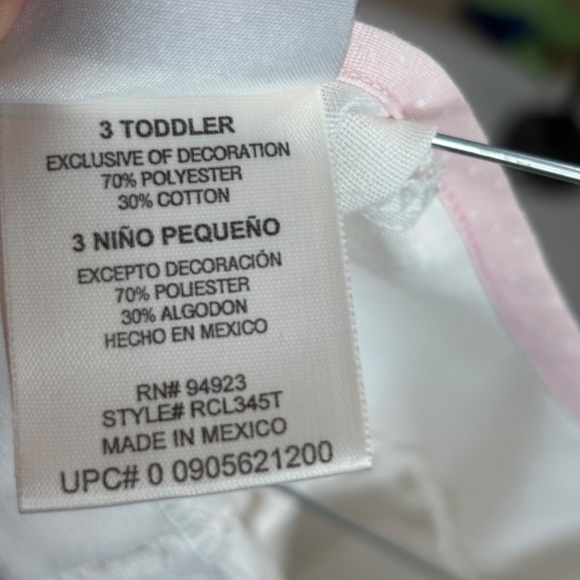 3 TODDLER
EXCLUSIVE OF DECORATION
70% POLYESTER
30% COTTON
3 NIÑO PEQUEÑO
EXCEPTO DECORACIÓN
70% POLIESTER
30% ALGODON
HECHO EN MEXICO
RN# 94923
STYLE# RCL345T
MADE IN MEXICO
UPC# 0 0905621200